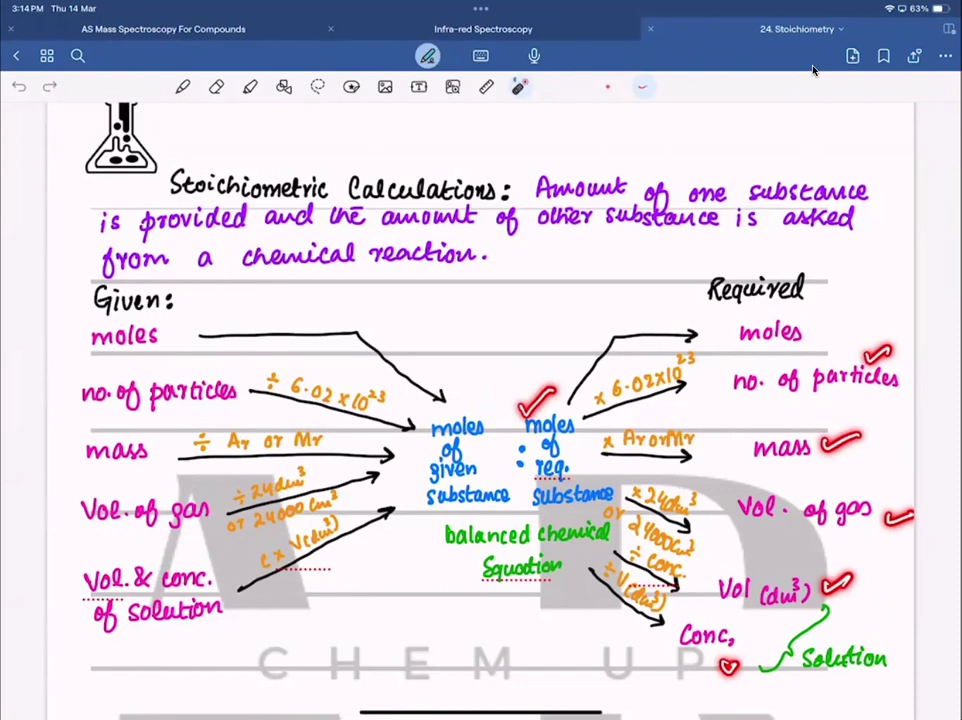 3:14 PM Thu 14 Mar
63%
AS Mass Spectroscopy For Compounds
Infra-red Spectroscopy
24. Stoichiometry
Stoichiometric Calculations: Amount of one substance
is provided and the amount of other substance is asked
from a chemical reaction.
Given:
Required
moles
moles
no. of particles
÷ 6.02 x 10²³
x 6.02x10²³
no. of particles
mass
÷ Ar or Mr
moles of given substance
:
moles of req. substance
x Ar or Mr
mass
Vol. of gas
÷ 24dm³
or 24000 cm³
x 24dm³
or 24000cm³
Vol. of gas
balanced chemical
Equation
c x V(dm³)
÷ Conc.
÷ V(dm³)
Vol. & conc.
of solution
Vol (dm³)
Conc,
Solution
CHEM UP